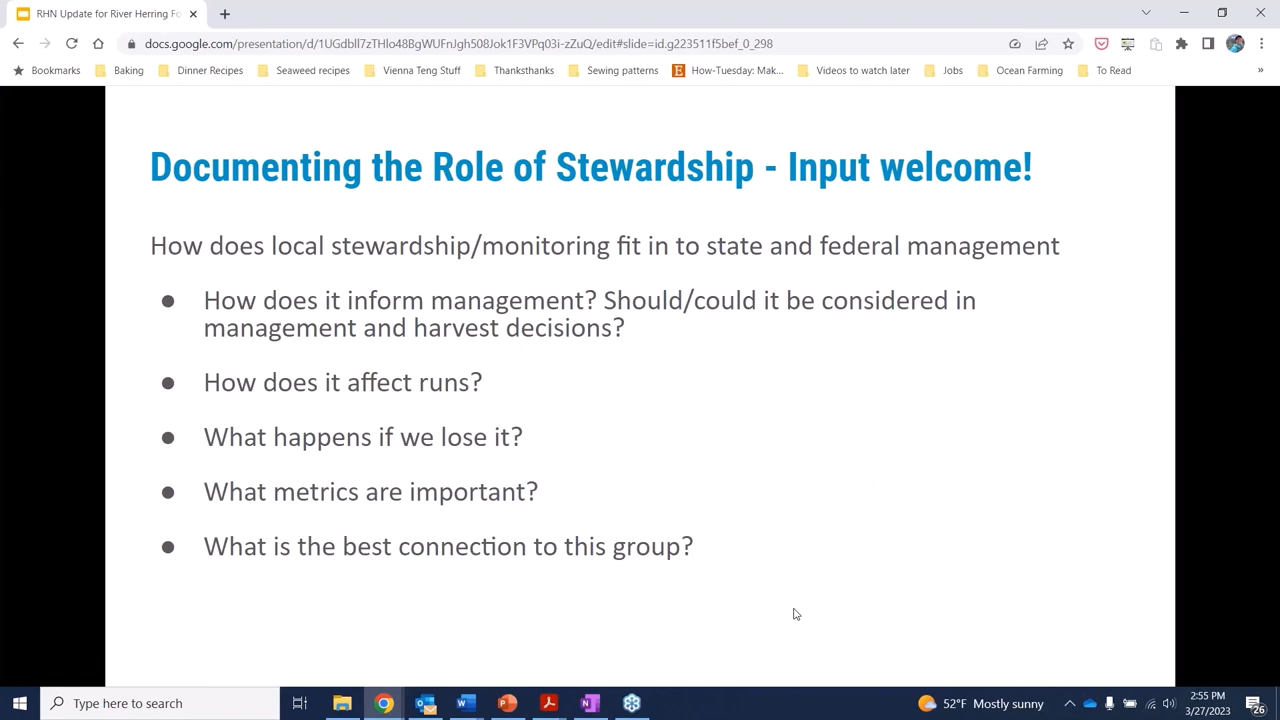 RHN Update for River Herring Fo
docs.google.com/presentation/d/1UGdbll7zTHlo48BgWUFn1gh508Jok1F3VPq03i-zZuQ/edit#slide=id.g223511f5bef_0_298
Bookmarks Baking Dinner Recipes Seaweed recipes Vienna Teng Stuff Thanksthanks Sewing patterns E How-Tuesday: Mak... Videos to watch later Jobs Ocean Farming To Read »
Documenting the Role of Stewardship - Input welcome!
How does local stewardship/monitoring fit in to state and federal management
● How does it inform management? Should/could it be considered in
management and harvest decisions?
● How does it affect runs?
● What happens if we lose it?
● What metrics are important?
● What is the best connection to this group?
Type here to search
52°F Mostly sunny
2:55 PM
3/27/2023
26